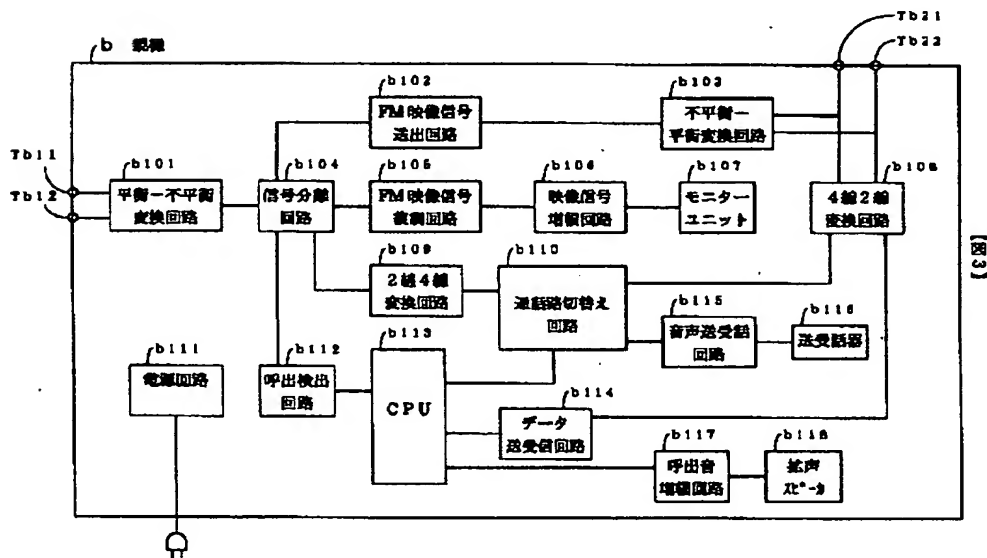 Tb21
Tb22
b 親機
b102
FM映像信号
送出回路
b103
不平衡ー
平衡変換回路
Tb11
Tb12
b101
平衡ー不平衡
変換回路
b104
信号分離
回路
b105
FM映像信号
復調回路
b106
映像信号
増幅回路
b107
モニター
ユニット
b108
4線2線
変換回路
【図3】
b109
2線4線
変換回路
b110
通話路切替え
回路
b115
音声送受話
回路
b116
送受話器
b111
電源回路
b112
呼出検出
回路
b113
CPU
b114
データ
送受信回路
b117
呼出音
増幅回路
b118
拡声
スピーカ